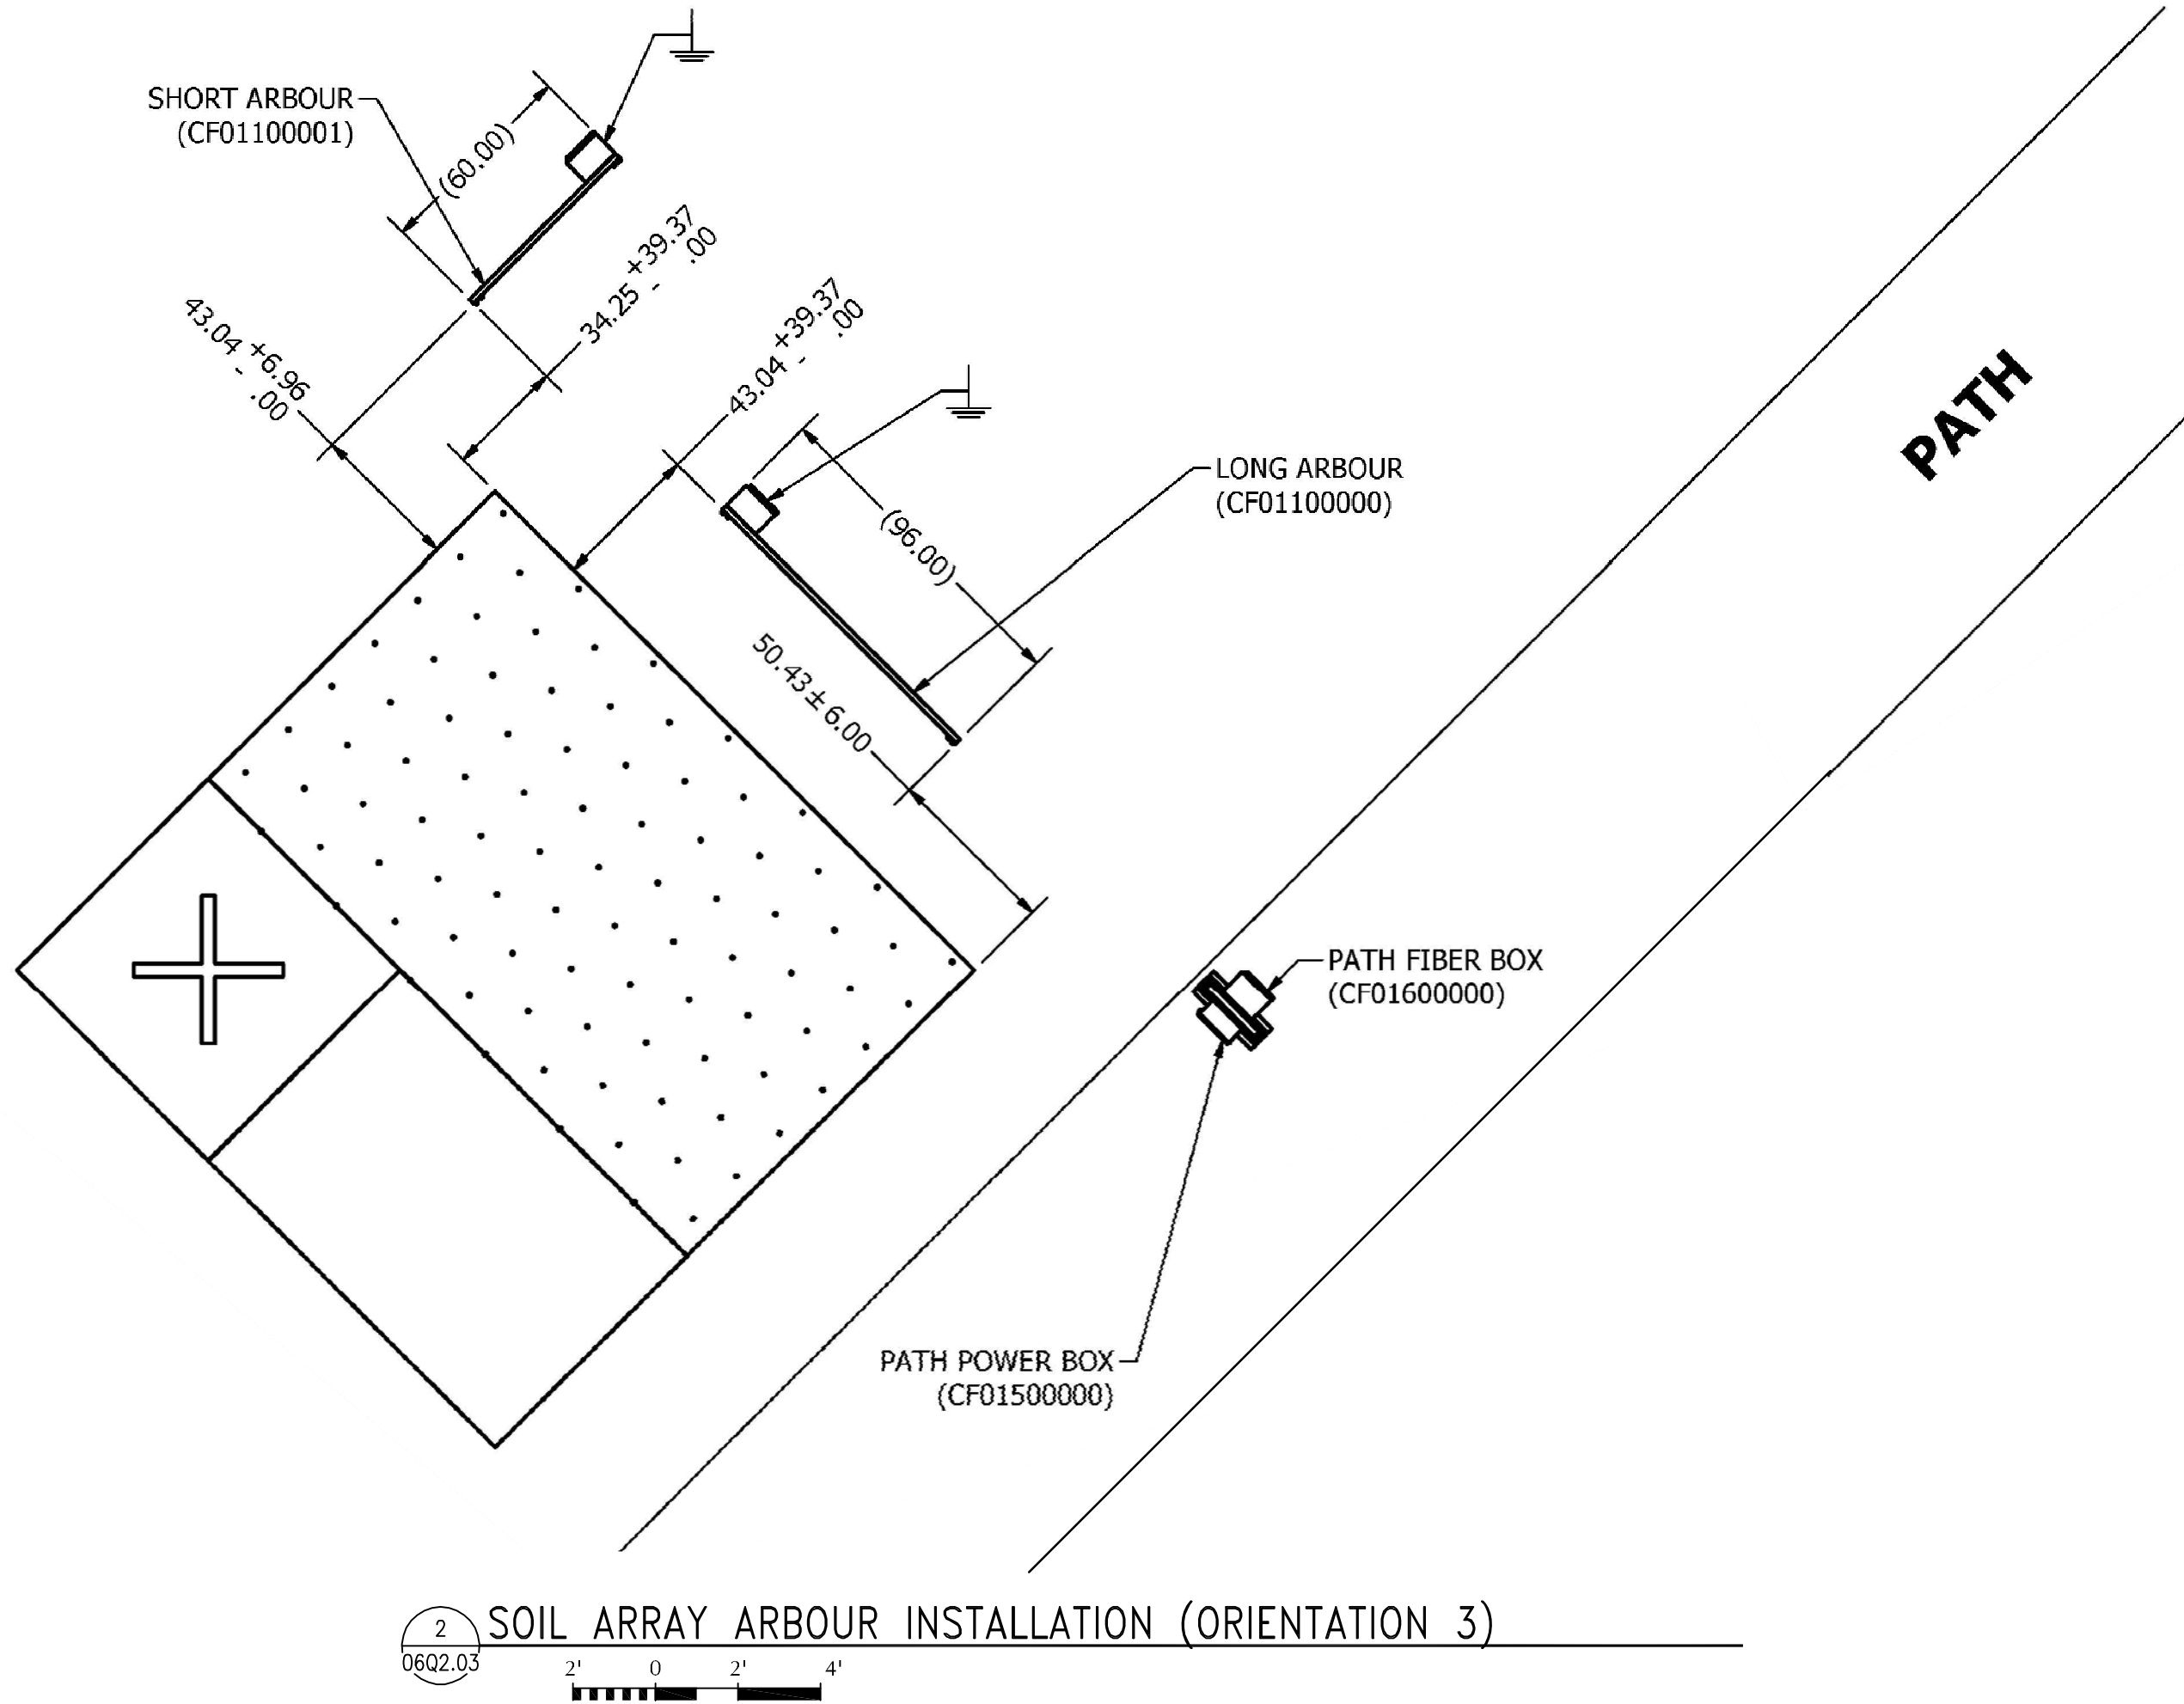 SHORT ARBOUR
(CF01100001)
(60.00)
34.25 +39.37
- .00
43.04 +6.96
- .00
43.04 +39.37
- .00
LONG ARBOUR
(CF01100000)
(96.00)
50.43±6.00
PATH
PATH FIBER BOX
(CF01600000)
PATH POWER BOX
(CF01500000)
2
06Q2.03
SOIL ARRAY ARBOUR INSTALLATION (ORIENTATION 3)
2' 0 2' 4'